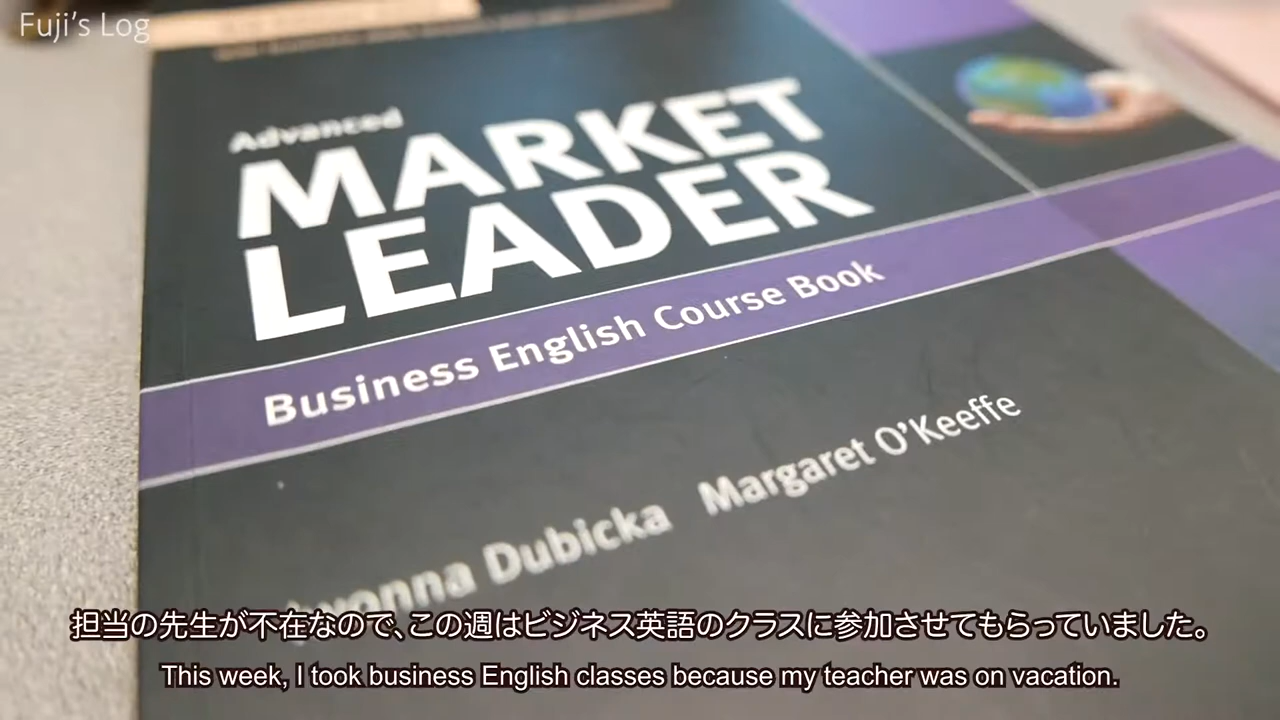 Fuji's Log
Advanced
MARKET
LEADER
Business English Course Book
Dubicka Margaret O'Keeffe
担当の先生が不在なので、この週はビジネス英語のクラスに参加させてもらっていました。
This week, I took business English classes because my teacher was on vacation.